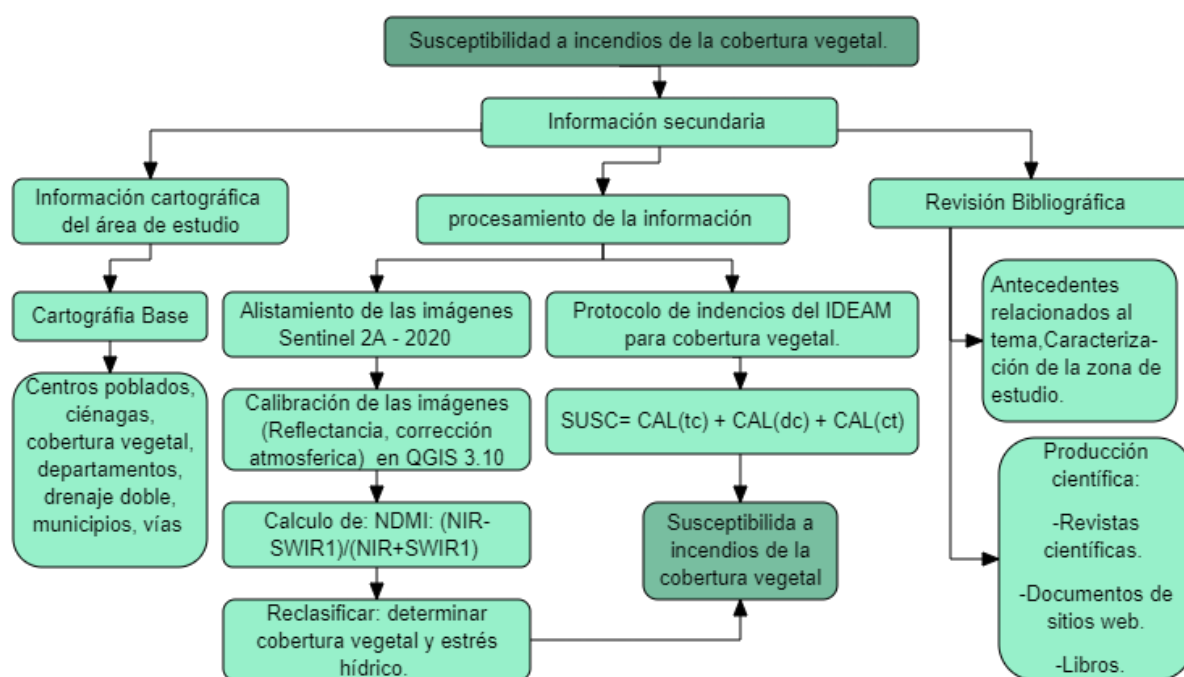 Susceptibilidad a incendios de la cobertura vegetal.
Información secundaria
Información cartográfica
del área de estudio
procesamiento de la información
Revisión Bibliográfica
Cartográfia Base
Centros poblados,
ciénagas,
cobertura vegetal,
departamentos,
drenaje doble,
municipios, vías
Alistamiento de las imágenes
Sentinel 2A - 2020
Calibración de las imágenes
(Reflectancia, corrección
atmosferica) en QGIS 3.10
Calculo de: NDMI: (NIR-
SWIR1)/(NIR+SWIR1)
Reclasificar: determinar
cobertura vegetal y estrés
hídrico.
Protocolo de indencios del IDEAM
para cobertura vegetal.
SUSC= CAL(tc) + CAL(dc) + CAL(ct)
Susceptibilida a
incendios de la
cobertura vegetal
Antecedentes
relacionados al
tema,Caracteriza-
ción de la zona de
estudio.
Producción
científica:
-Revistas
científicas.
-Documentos de
sitios web.
-Libros.